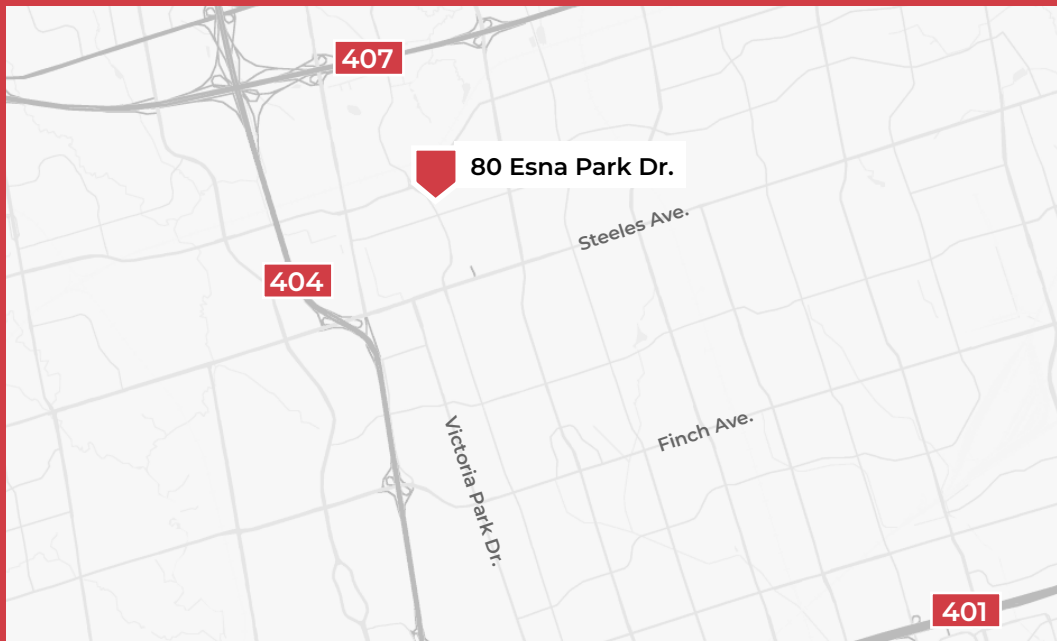 407
80 Esna Park Dr.
Steeles Ave.
404
Finch Ave.
Victoria Park Dr.
401